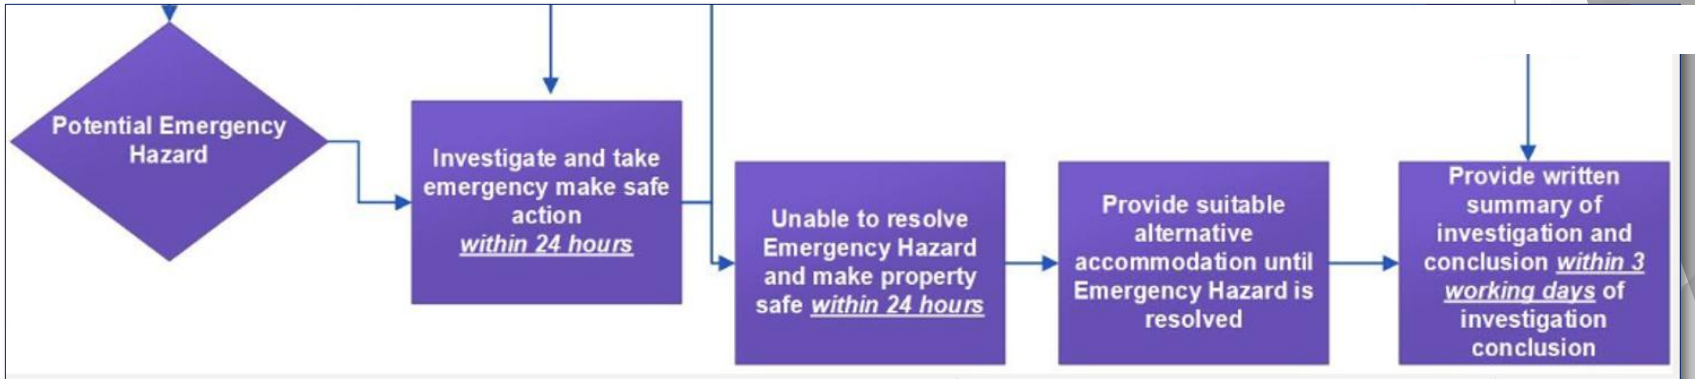 Potential Emergency
Hazard
Investigate and take
emergency make safe
action
within 24 hours
Unable to resolve
Emergency Hazard
and make property
safe within 24 hours
Provide suitable
alternative
accommodation until
Emergency Hazard is
resolved
Provide written
summary of
investigation and
conclusion within 3
working days of
investigation
conclusion